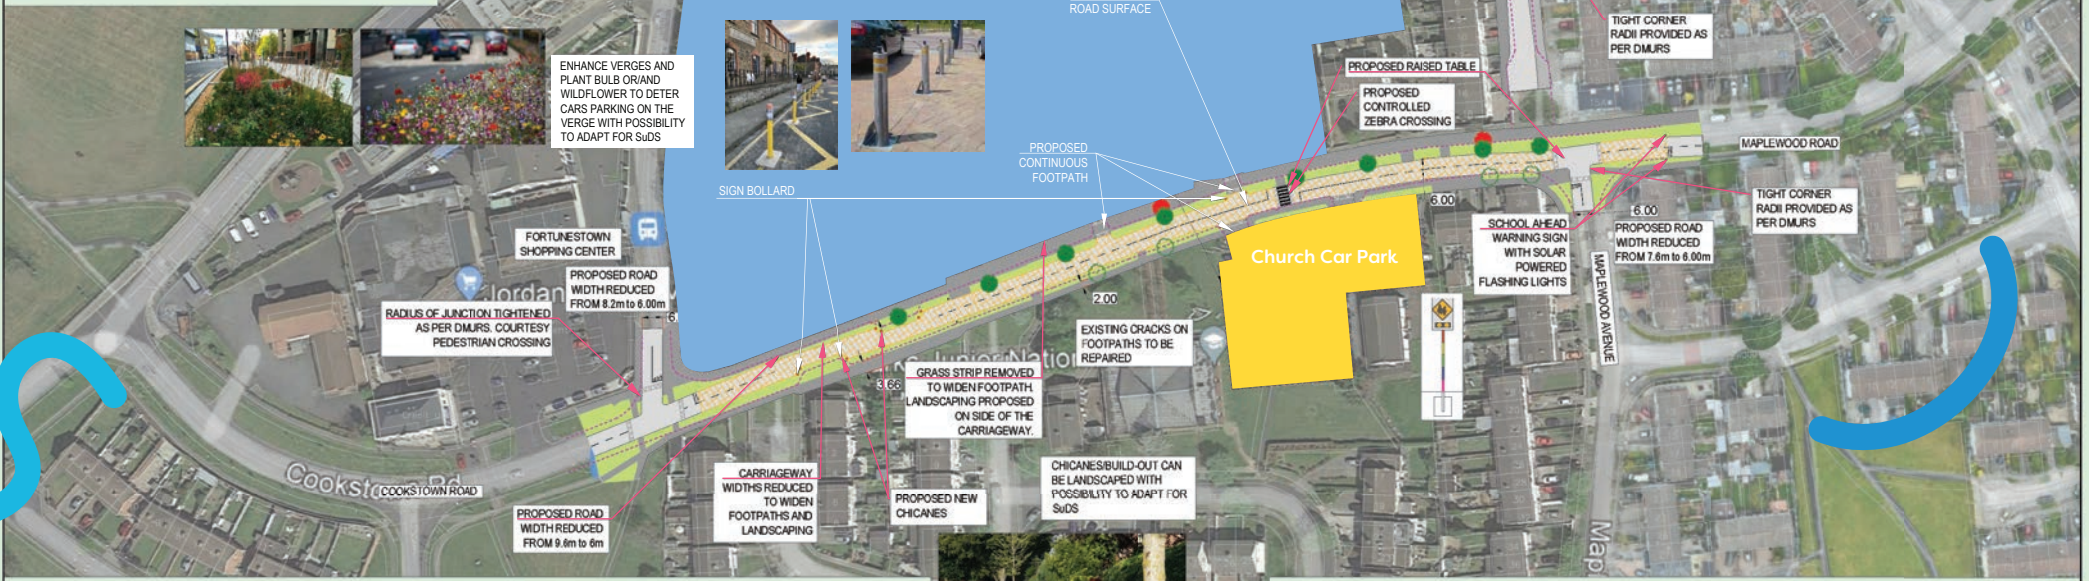 ROAD SURFACE
TIGHT CORNER
RADII PROVIDED AS
PER DMURS
ENHANCE VERGES AND
PLANT BULB OR/AND
WILDFLOWER TO DETER
CARS PARKING ON THE
VERGE WITH POSSIBILITY
TO ADAPT FOR SuDS
PROPOSED RAISED TABLE
PROPOSED
CONTROLLED
ZEBRA CROSSING
PROPOSED
CONTINUOUS
FOOTPATH
SIGN BOLLARD
MAPLEWOOD ROAD
TIGHT CORNER
RADII PROVIDED AS
PER DMURS
6.00
6.00
SCHOOL AHEAD
WARNING SIGN
WITH SOLAR
POWERED
FLASHING LIGHTS
PROPOSED ROAD
WIDTH REDUCED
FROM 7.6m to 6.00m
MAPLEWOOD AVENUE
Church Car Park
FORTUNESTOWN
SHOPPING CENTER
PROPOSED ROAD
WIDTH REDUCED
FROM 8.2m to 6.00m
Jordan
RADIUS OF JUNCTION TIGHTENED
AS PER DMURS. COURTESY
PEDESTRIAN CROSSING
6.
2.00
EXISTING CRACKS ON
FOOTPATHS TO BE
REPAIRED
Junior Nation
3.66
GRASS STRIP REMOVED
TO WIDEN FOOTPATH.
LANDSCAPING PROPOSED
ON SIDE OF THE
CARRIAGEWAY.
CARRIAGEWAY
WIDTHS REDUCED
TO WIDEN
FOOTPATHS AND
LANDSCAPING
PROPOSED NEW
CHICANES
CHICANES/BUILD-OUT CAN
BE LANDSCAPED WITH
POSSIBILITY TO ADAPT FOR
SuDS
Cookstown Rd
COOKSTOWN ROAD
PROPOSED ROAD
WIDTH REDUCED
FROM 9.6m to 6m
Map